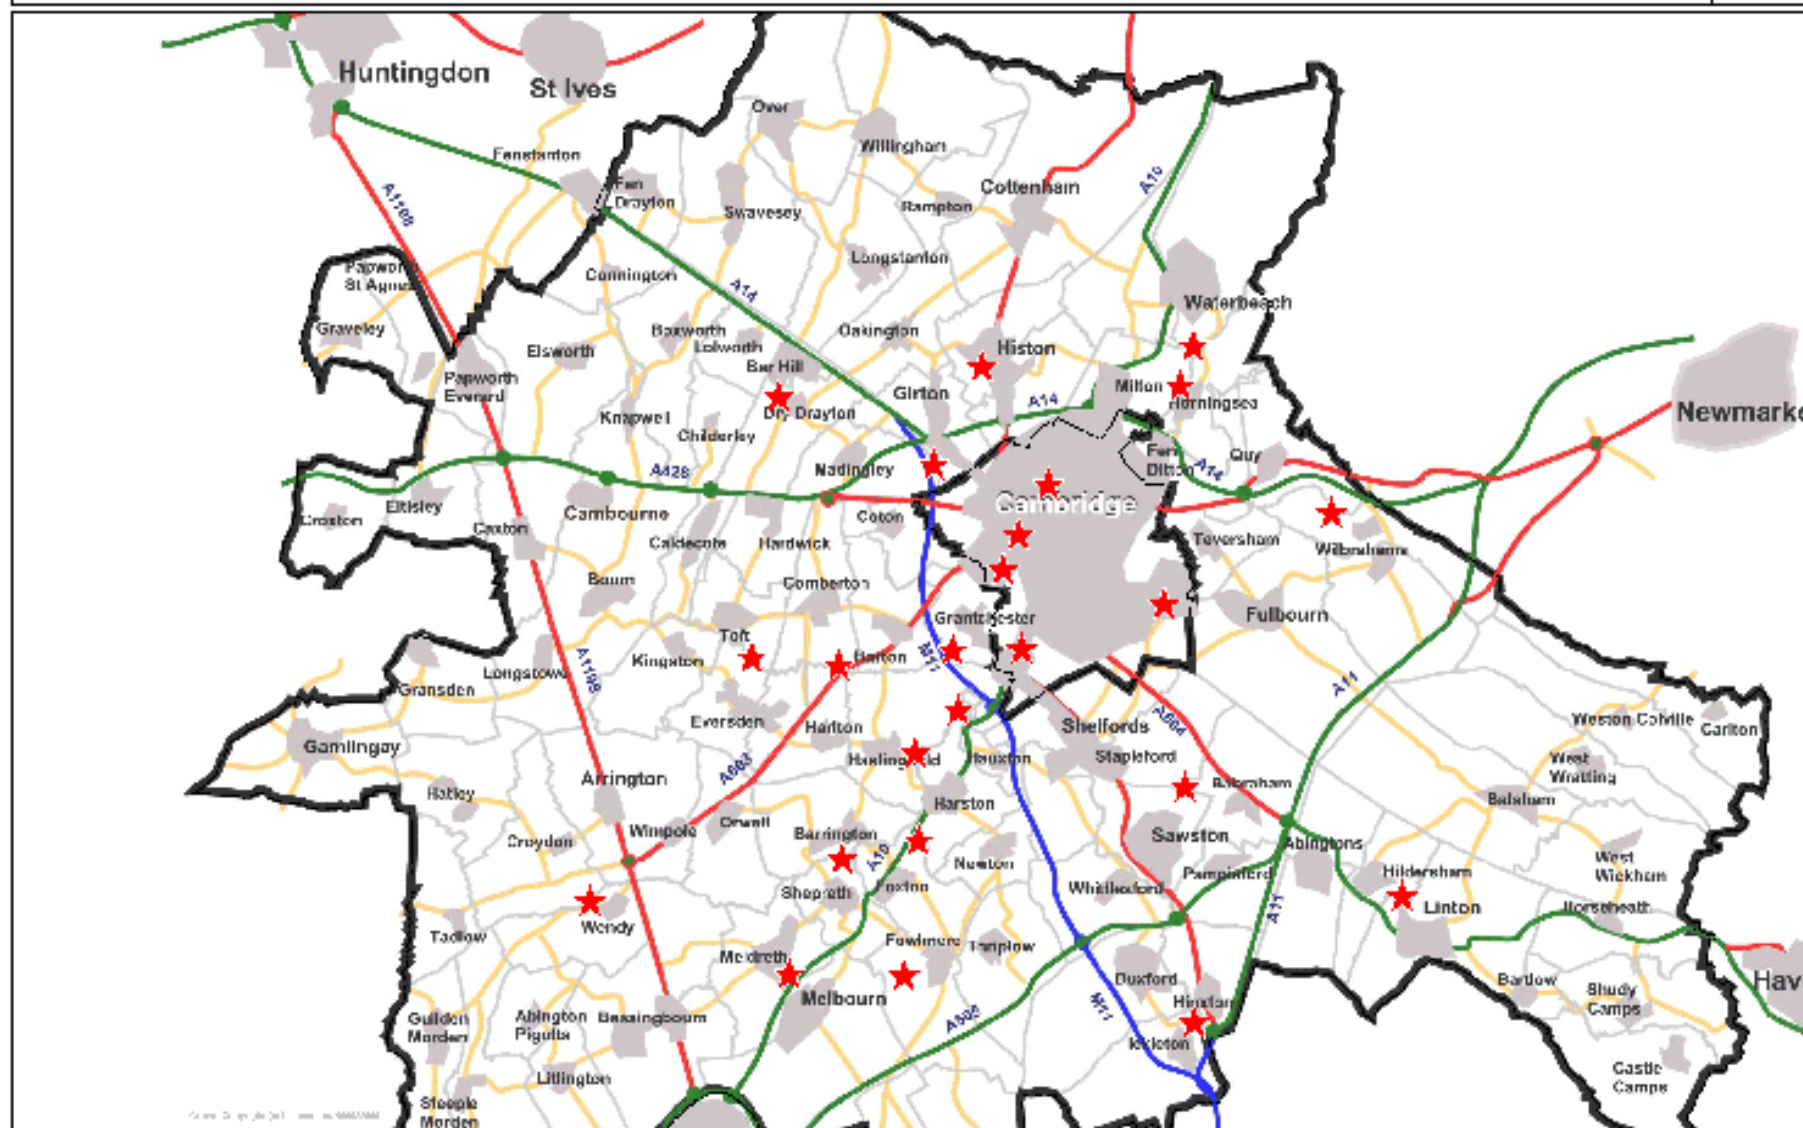 Huntingdon
St Ives
Over
Willingham
Fenstanton
Fen
Drayton
Cottenham
A10
A1198
Swavesey
Rampton
Longstanton
Connington
Papworth
St Agnes
A14
Waterbeach
Graveley
Boxworth
Lolworth
Oakington
Histon
Elsworth
Bar Hill
Papworth
Everard
Girton
Milton
A14
Horningsea
Newmarke
Knapwell
Dry Drayton
Childerley
Madingley
Fen
Ditton
Quy
A14
A428
Eltisley
Cambridge
Croxton
Caxton
Cambourne
Coton
Caldecote
Hardwick
Teversham
Wilbrahams
Bourn
Comberton
Grantchester
Fulbourn
Toft
Kingston
Barton
M11
Longstowe
A1198
Gransden
A11
Eversden
Harlton
Shelfords
Weston Colville
Carlton
Gamlingay
Hauxton
Stapleford
West
Wratting
Arrington
A603
Babraham
Hatley
Harston
Balsham
Orwell
Wimpole
Barrington
Sawston
Croydon
A10
Abingtons
Newton
Pampisford
Hildersham
West
Wickham
Shepreth
Foxton
Whittlesford
Linton
Horseheath
A11
Wendy
Tadlow
Fowlmere
Thriplow
Meldreth
Melbourn
Duxford
Bartlow
Shudy
Camps
Hav
Hinxton
Guilden
Morden
Abington
Pigotts
Bassingbourn
A505
M11
Ickleton
Litlington
Castle
Camps
Steeple
Morden